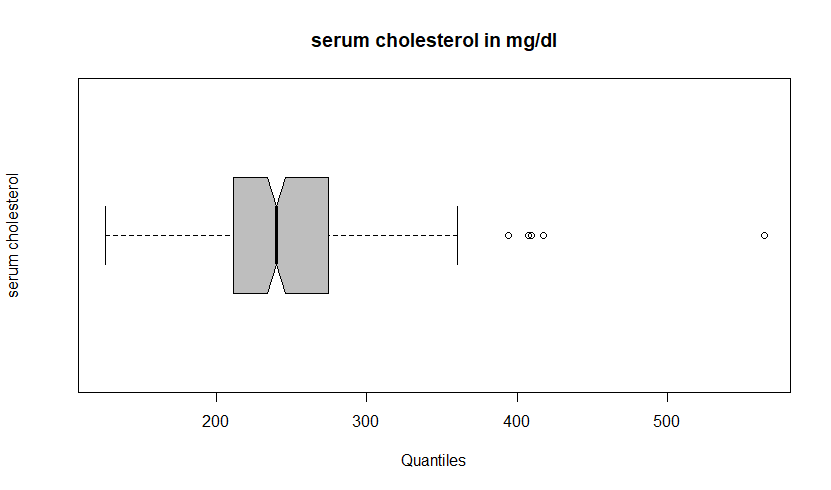 serum cholesterol in mg/dl
serum cholesterol
200 300 400 500
Quantiles